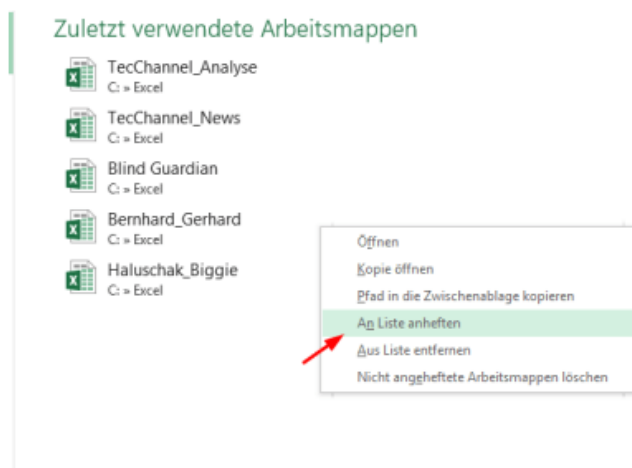 Zuletzt verwendete Arbeitsmappen
TecChannel_Analyse
C: » Excel
TecChannel_News
C: » Excel
Blind Guardian
C: » Excel
Bernhard_Gerhard
C: » Excel
Haluschak_Biggie
C: » Excel
Öffnen
Kopie öffnen
Pfad in die Zwischenablage kopieren
An Liste anheften
Aus Liste entfernen
Nicht angeheftete Arbeitsmappen löschen